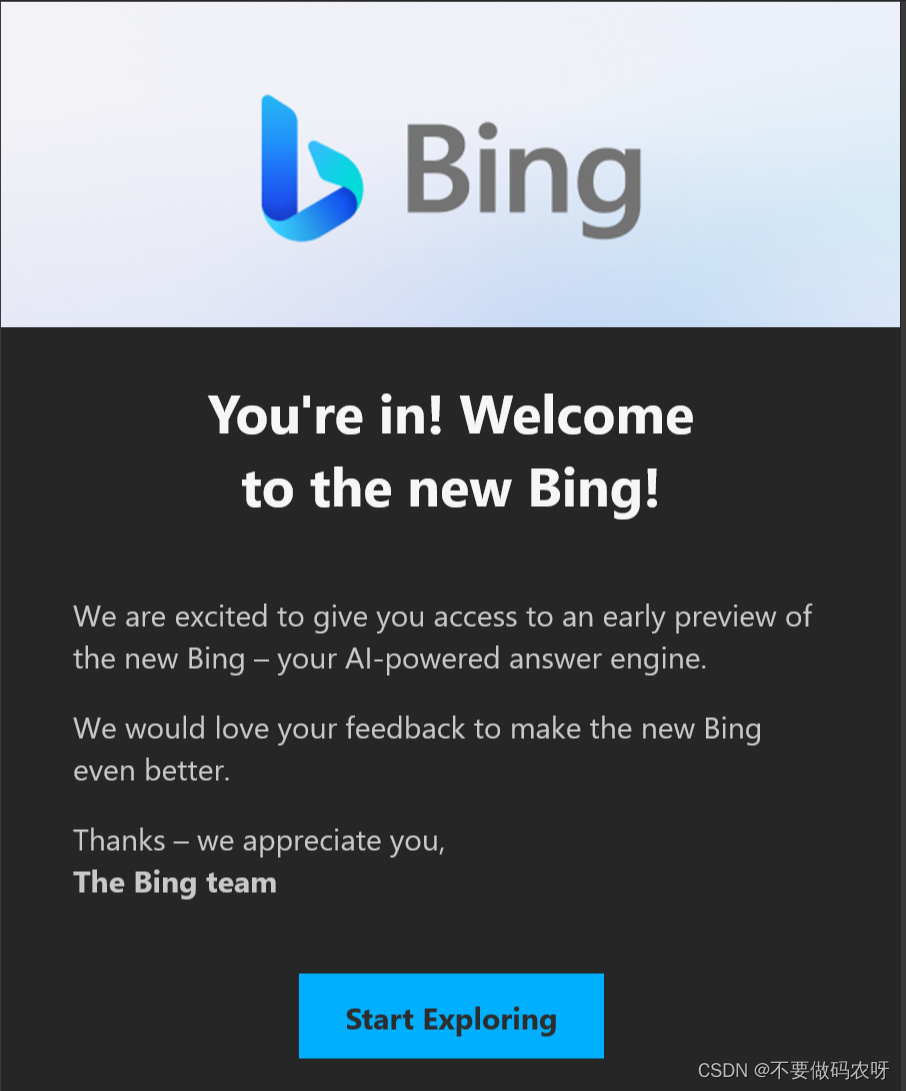 Bing
You're in! Welcome
to the new Bing!
We are excited to give you access to an early preview of
the new Bing – your AI-powered answer engine.
We would love your feedback to make the new Bing
even better.
Thanks – we appreciate you,
The Bing team
Start Exploring
CSDN @不要做码农呀